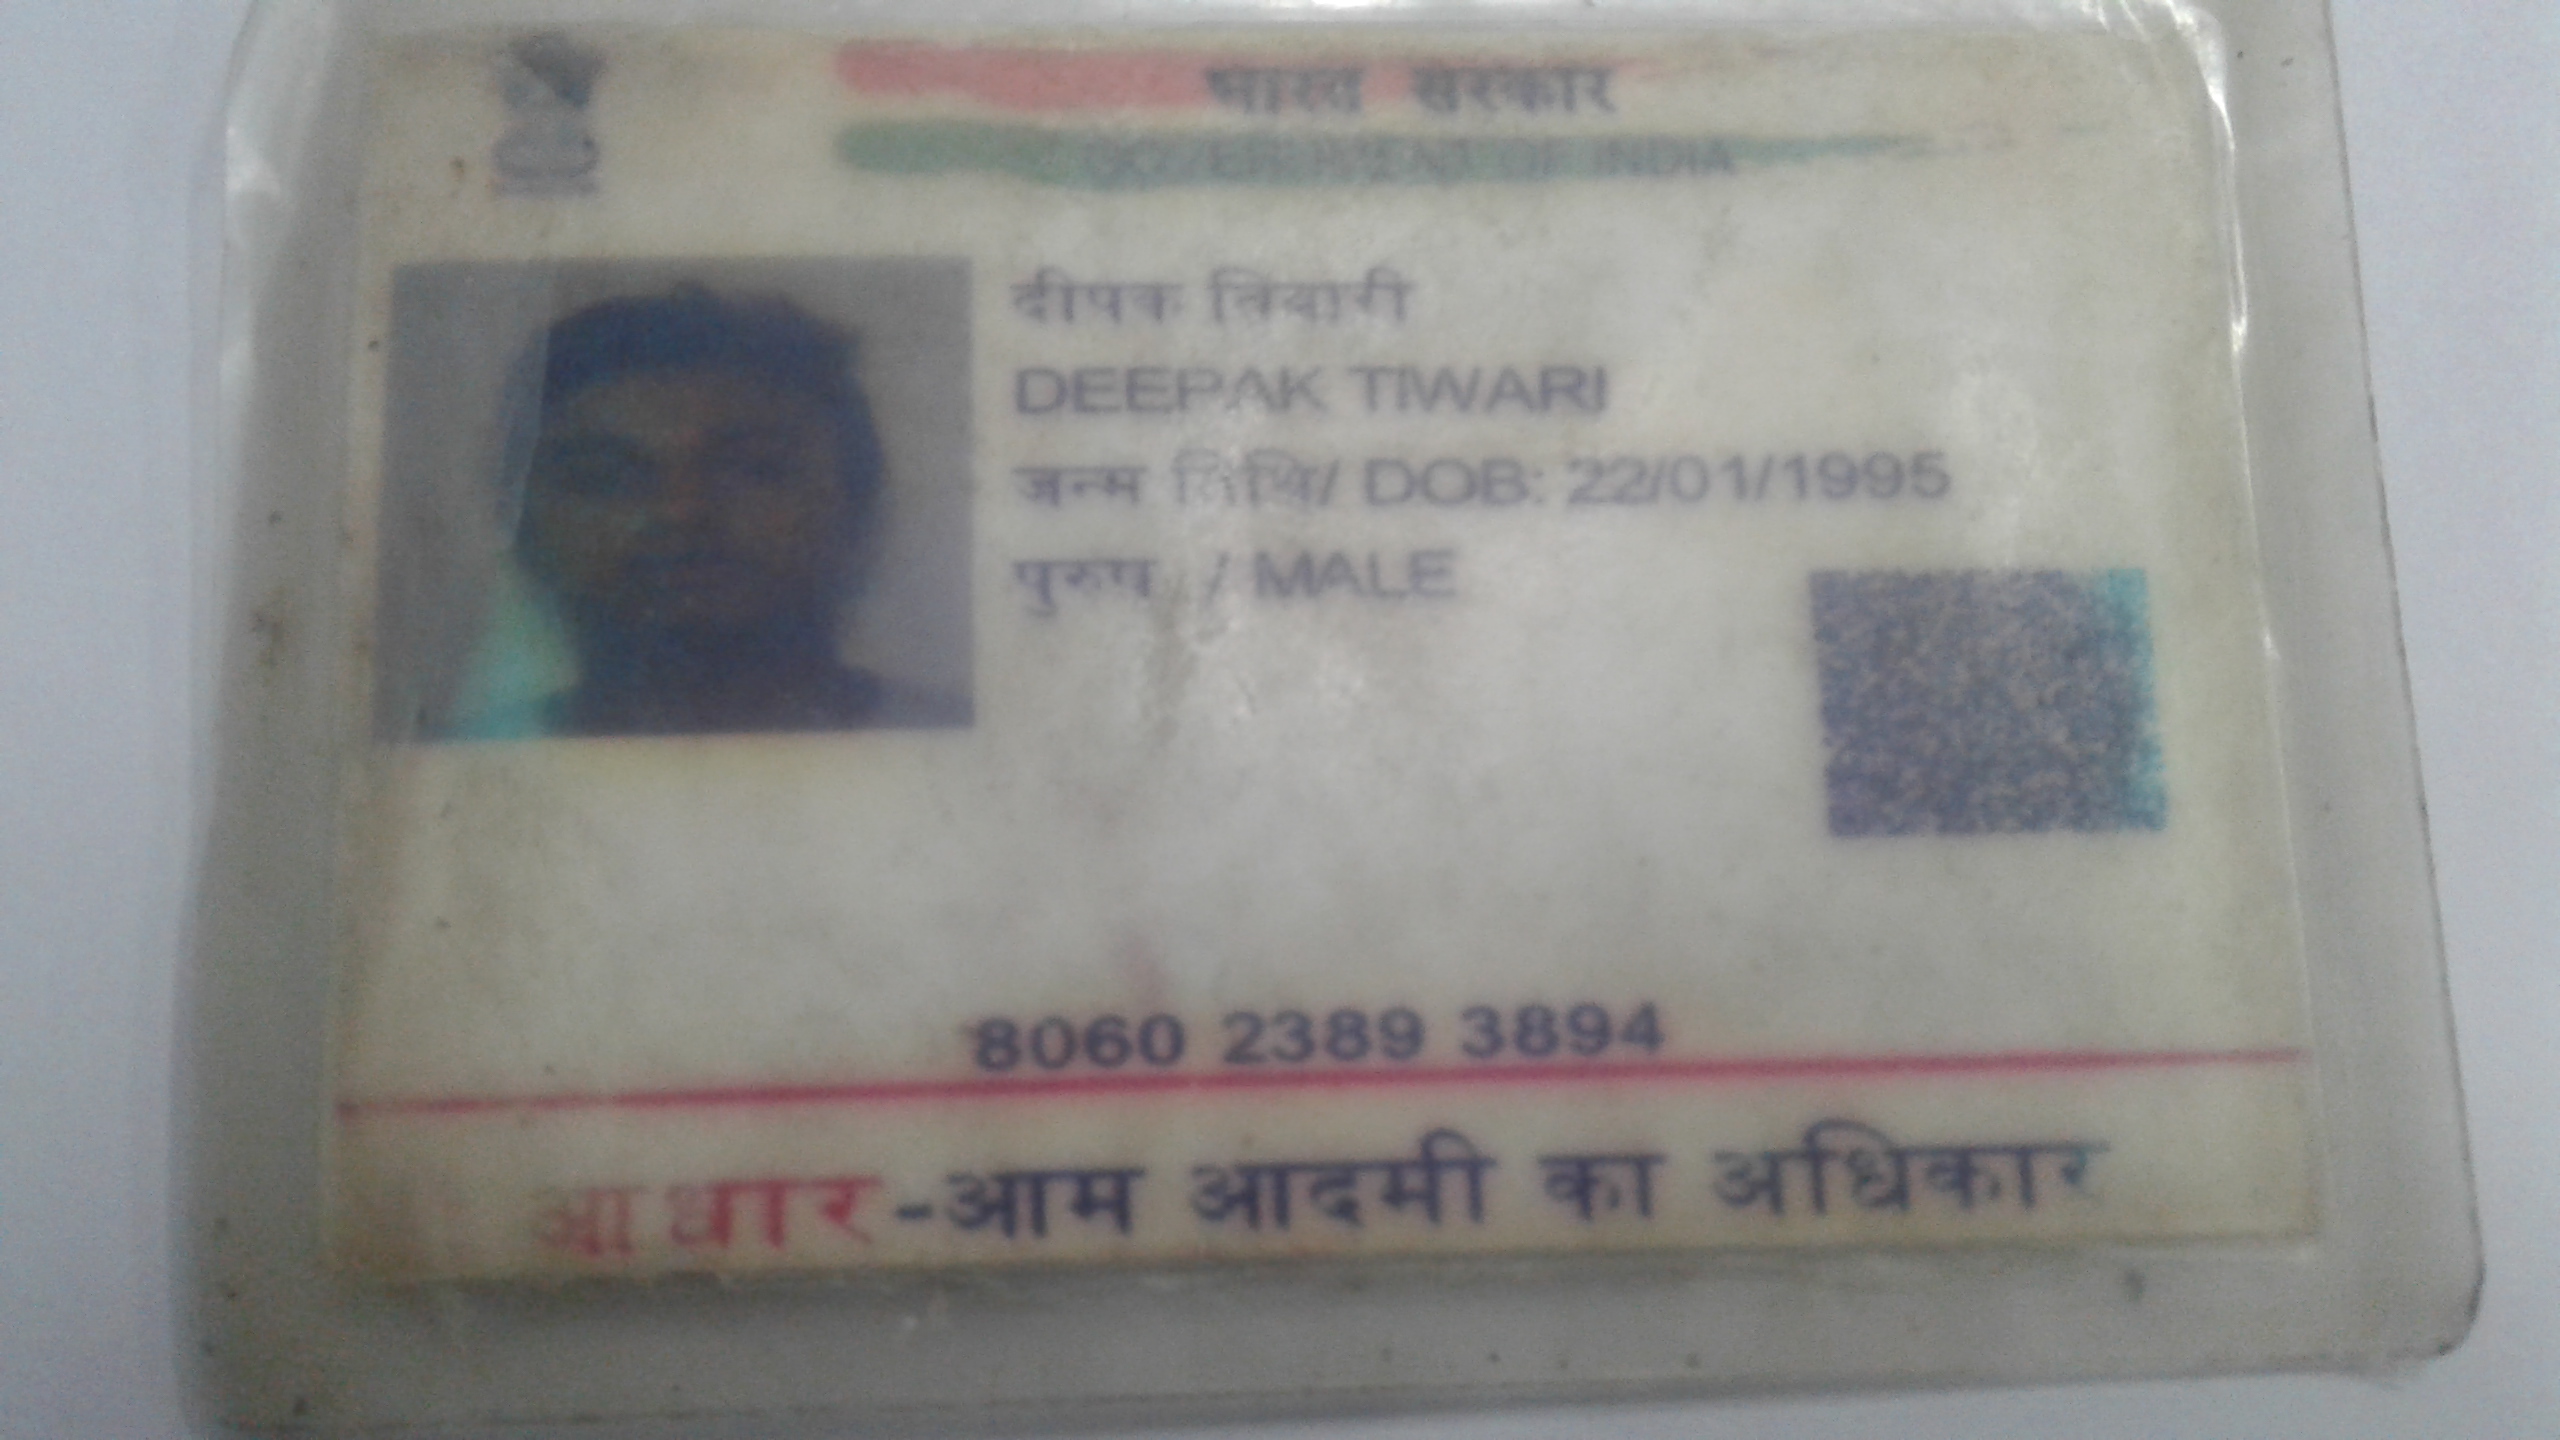 भारत सरकार
GOVERNMENT OF INDIA
दीपक तिवारी
DEEPAK TIWARI
जन्म तिथि/ DOB: 22/01/1995
पुरुष / MALE
8060 2389 3894
आधार-आम आदमी का अधिकार